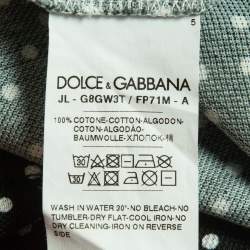 5
DOLCE & GABBANA
JL - G8GW3T / FP71M - A
100% COTONE-COTTON-ALGODON
COTON-ALGODÃO-
BAUMWOLLE-ХЛОПОК-棉
WASH IN WATER 30°-NO BLEACH-NO
TUMBLER-DRY FLAT-COOL IRON-NO
DRY CLEANING-IRON ON REVERSE
SIDE